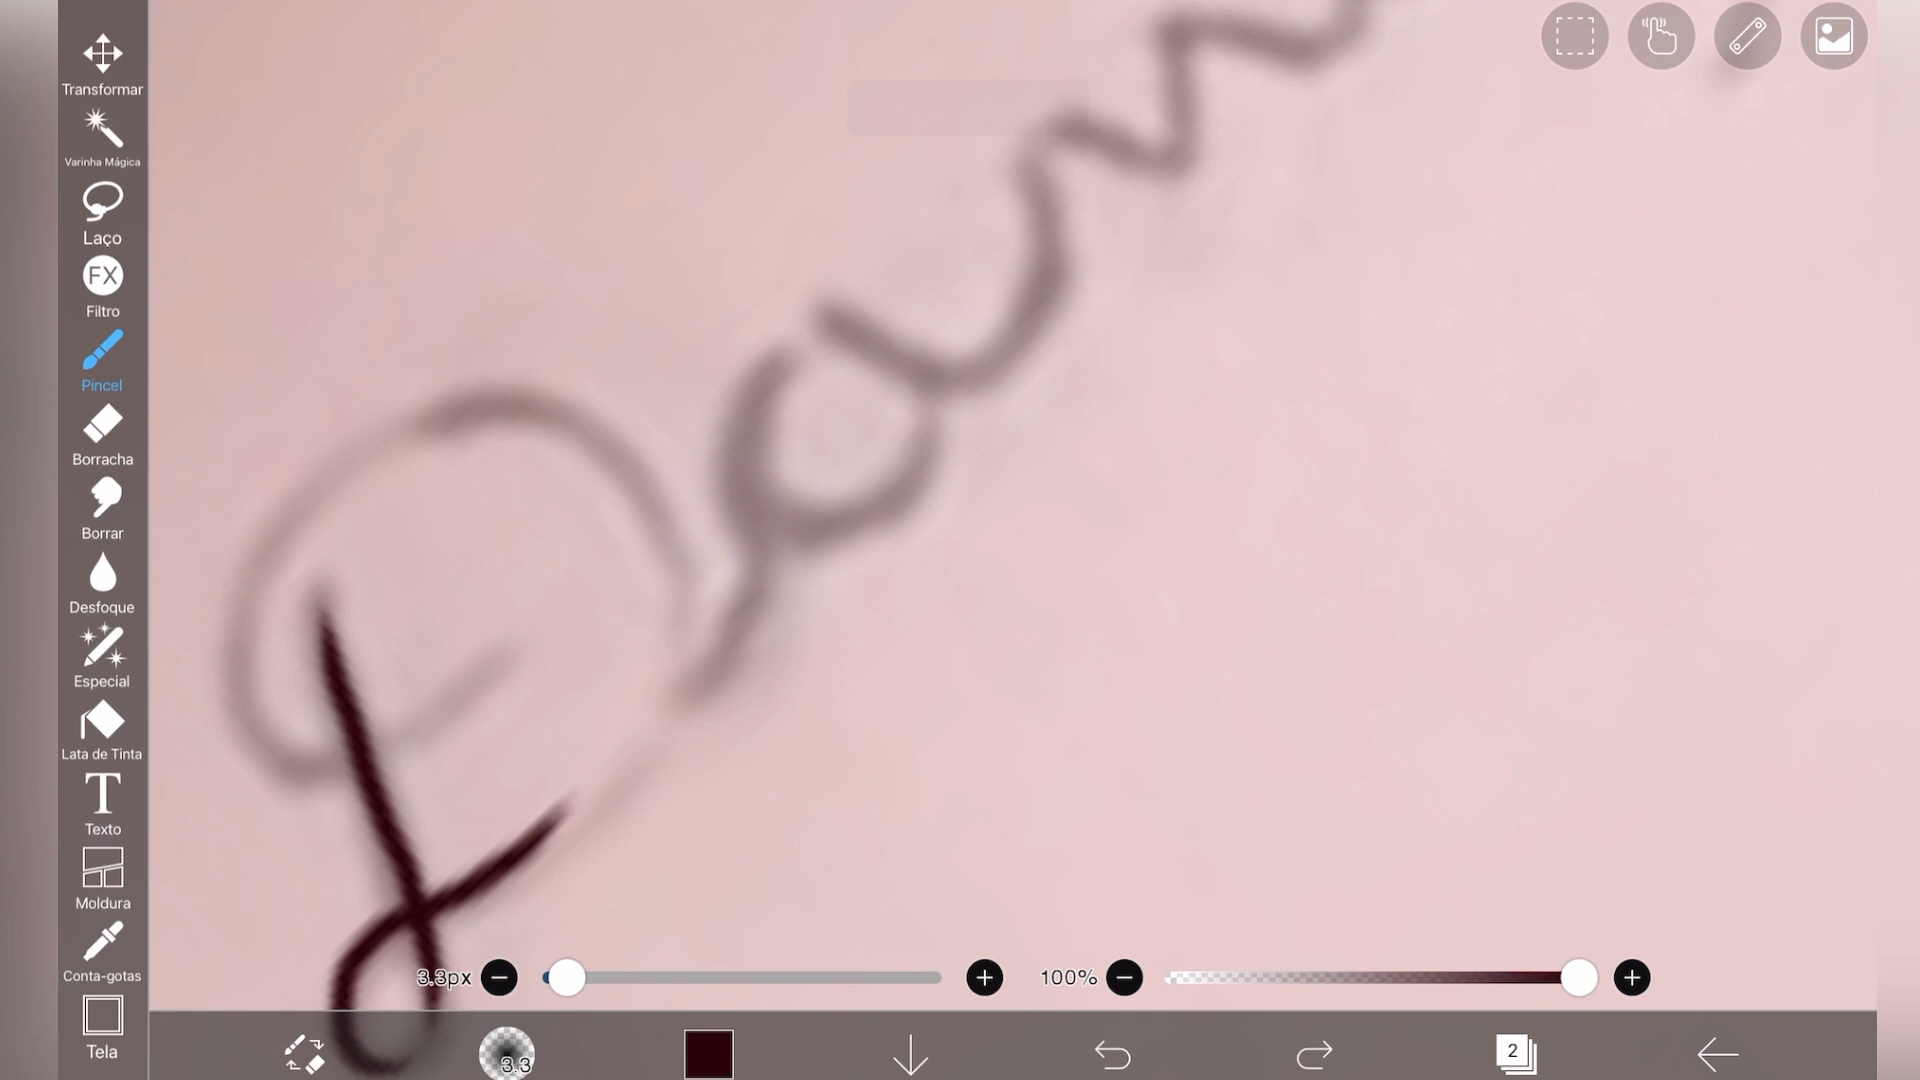 Transformar
Varinha Mágica
Laço
FX
Filtro
Pincel
Borracha
Borrar
Desfoque
Especial
Lata de Tinta
T
Texto
Moldura
Conta-gotas
Tela
3.3px
100%
3.3
2